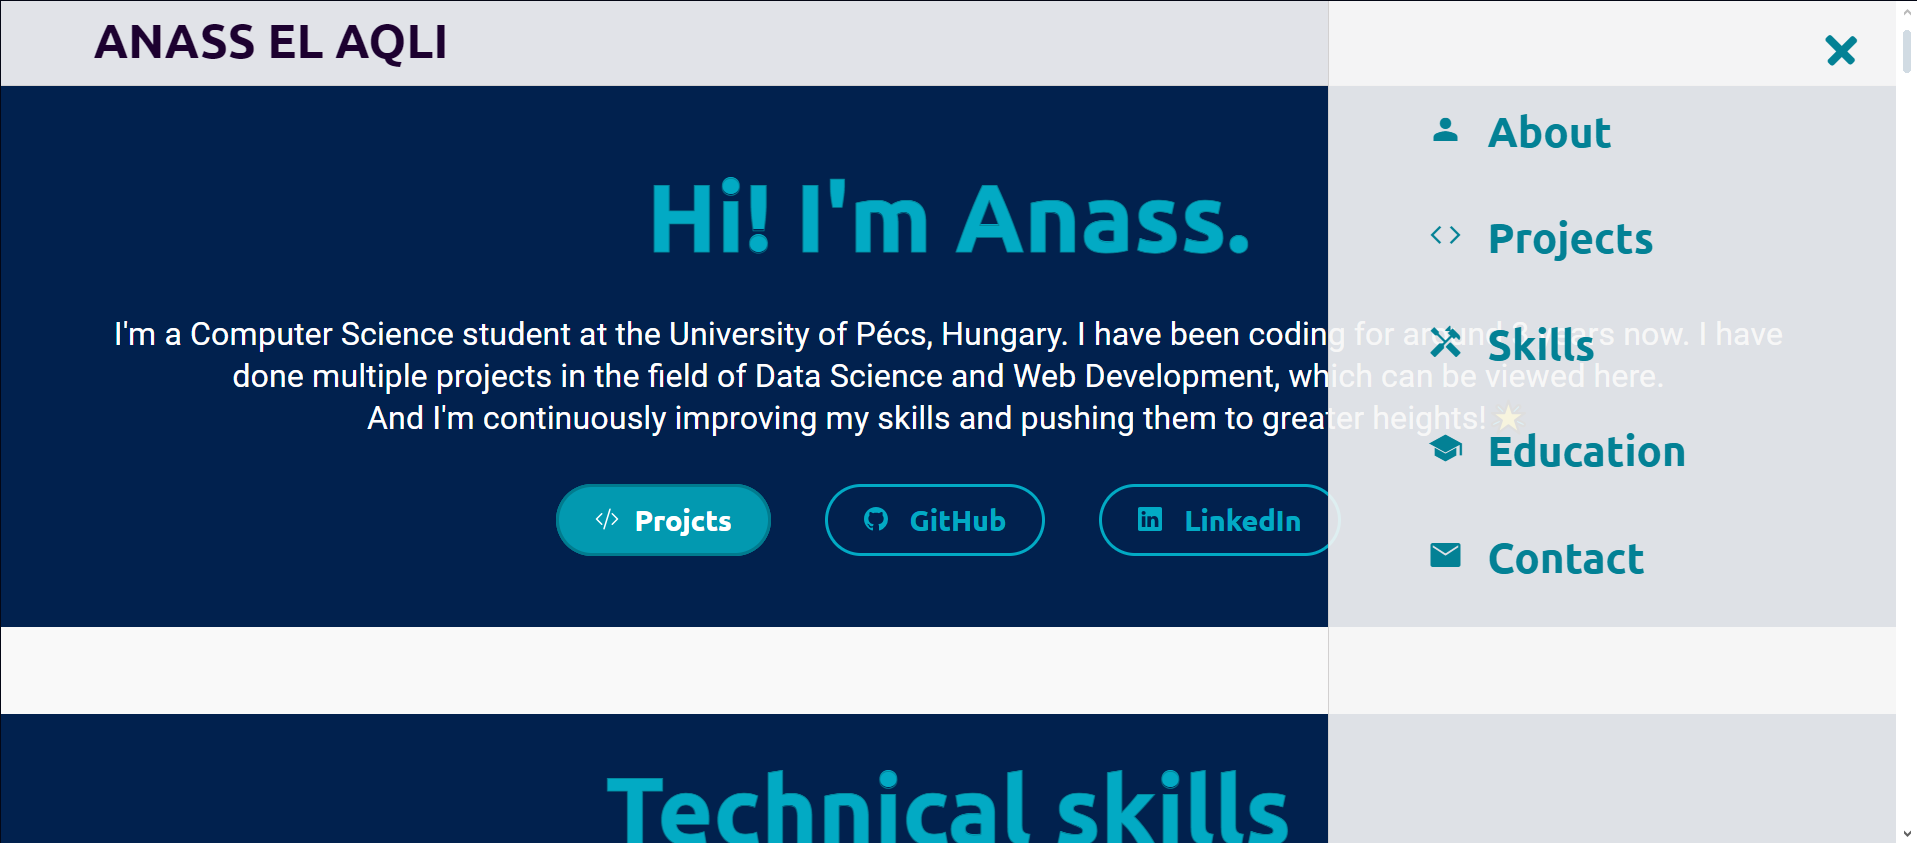 ANASS EL AQLI
About
Projects
Skills
Education
Contact
Hi! I'm Anass.
I'm a Computer Science student at the University of Pécs, Hungary. I have been coding for around years now. I have
done multiple projects in the field of Data Science and Web Development, which can be viewed here.
And I'm continuously improving my skills and pushing them to greater heights!
Projcts
GitHub
LinkedIn
Technical skills